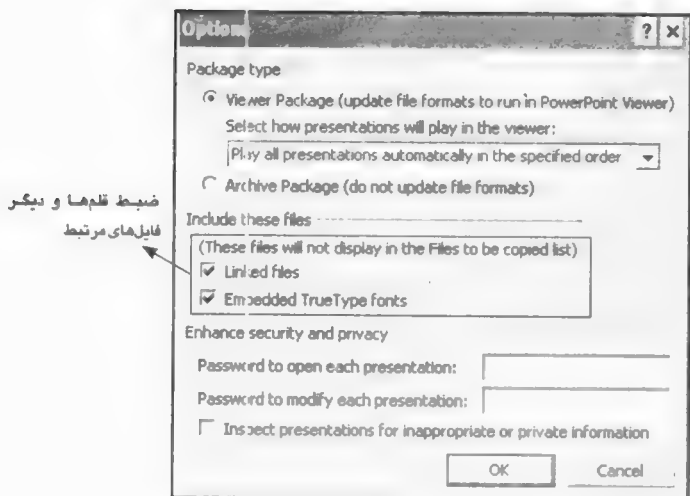 Option
Package type
Viewer Package (update file formats to run in PowerPoint Viewer)
Select how presentations will play in the viewer:
Play all presentations automatically in the specified order
Archive Package (do not update file formats)
ضبط قلم‌ها و دیگر
فایل‌های مرتبط
Include these files
(These files will not display in the Files to be copied list)
Linked files
Embedded TrueType fonts
Enhance security and privacy
Password to open each presentation:
Password to modify each presentation:
Inspect presentations for inappropriate or private information
OK Cancel